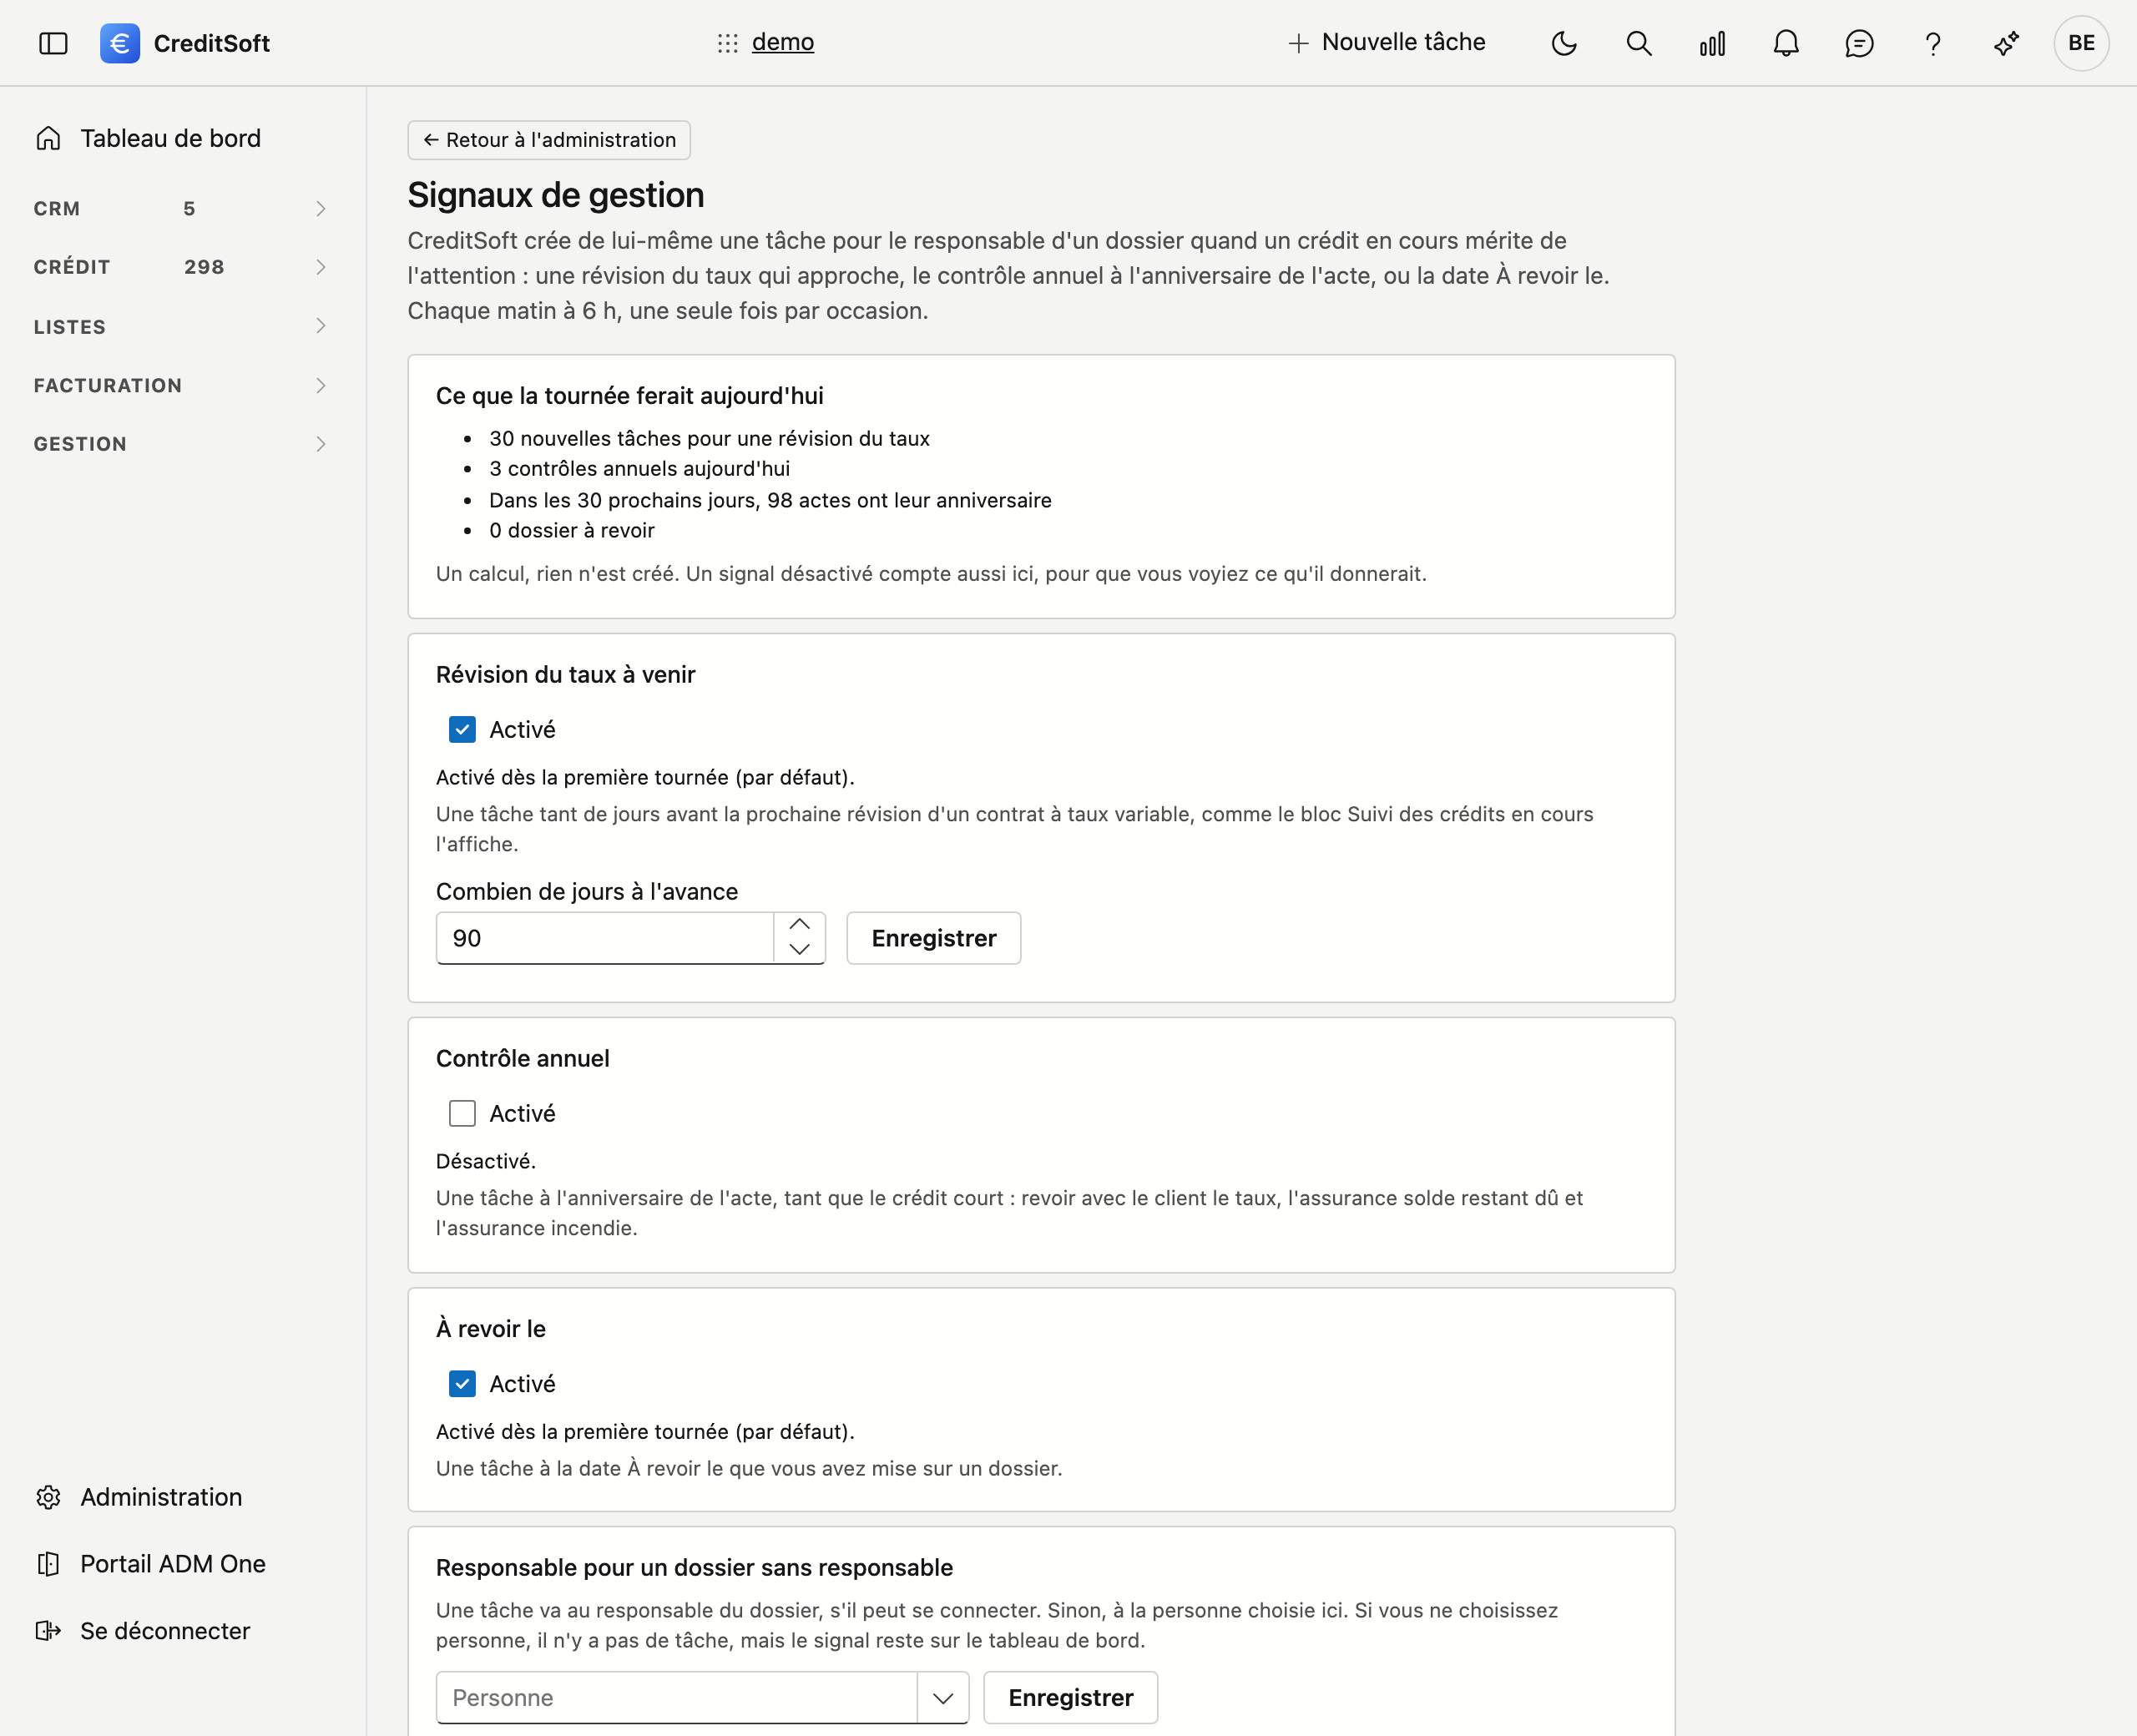 € CreditSoft
demo
Nouvelle tâche
BE
Tableau de bord
CRM 5
CRÉDIT 298
LISTES
FACTURATION
GESTION
Administration
Portail ADM One
Se déconnecter
← Retour à l'administration
Signaux de gestion
CreditSoft crée de lui-même une tâche pour le responsable d'un dossier quand un crédit en cours mérite de
l'attention : une révision du taux qui approche, le contrôle annuel à l'anniversaire de l'acte, ou la date À revoir le.
Chaque matin à 6 h, une seule fois par occasion.
Ce que la tournée ferait aujourd'hui
• 30 nouvelles tâches pour une révision du taux
• 3 contrôles annuels aujourd'hui
• Dans les 30 prochains jours, 98 actes ont leur anniversaire
• 0 dossier à revoir
Un calcul, rien n'est créé. Un signal désactivé compte aussi ici, pour que vous voyiez ce qu'il donnerait.
Révision du taux à venir
Activé
Activé dès la première tournée (par défaut).
Une tâche tant de jours avant la prochaine révision d'un contrat à taux variable, comme le bloc Suivi des crédits en cours
l'affiche.
Combien de jours à l'avance
90
Enregistrer
Contrôle annuel
Activé
Désactivé.
Une tâche à l'anniversaire de l'acte, tant que le crédit court : revoir avec le client le taux, l'assurance solde restant dû et
l'assurance incendie.
À revoir le
Activé
Activé dès la première tournée (par défaut).
Une tâche à la date À revoir le que vous avez mise sur un dossier.
Responsable pour un dossier sans responsable
Une tâche va au responsable du dossier, s'il peut se connecter. Sinon, à la personne choisie ici. Si vous ne choisissez
personne, il n'y a pas de tâche, mais le signal reste sur le tableau de bord.
Personne
Enregistrer